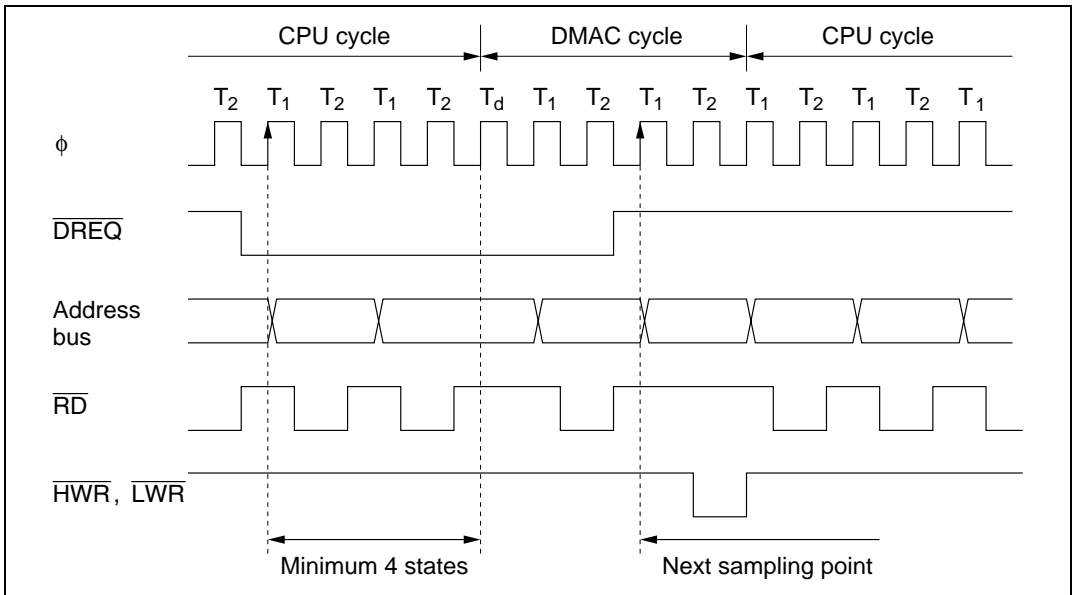 CPU cycle DMAC cycle CPU cycle
T2 T1 T2 T1 T2 Td T1 T2 T1 T2 T1 T2 T1 T2 T1
ϕ
DREQ
Address
bus
RD
HWR, LWR
Minimum 4 states Next sampling point